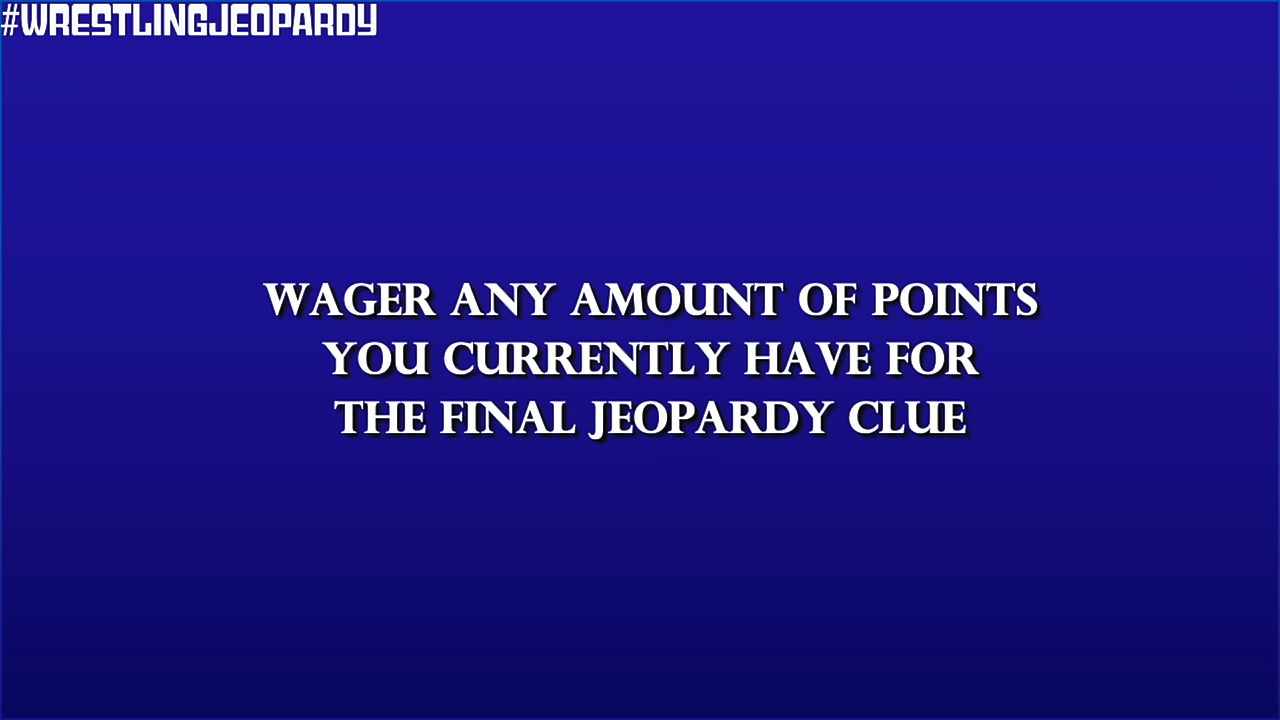 #WRESTLINGJEOPARDY
WAGER ANY AMOUNT OF POINTS
YOU CURRENTLY HAVE FOR
THE FINAL JEOPARDY CLUE